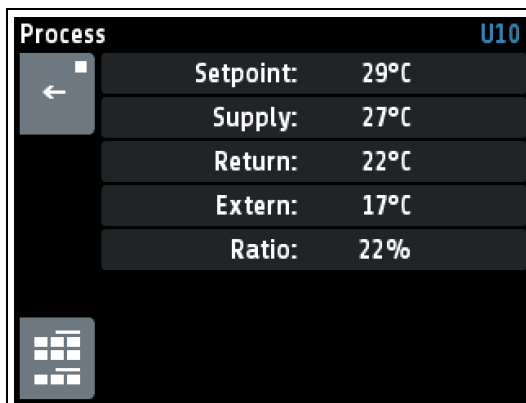 Process U10
Setpoint: 29°C
Supply: 27°C
Return: 22°C
Extern: 17°C
Ratio: 22%